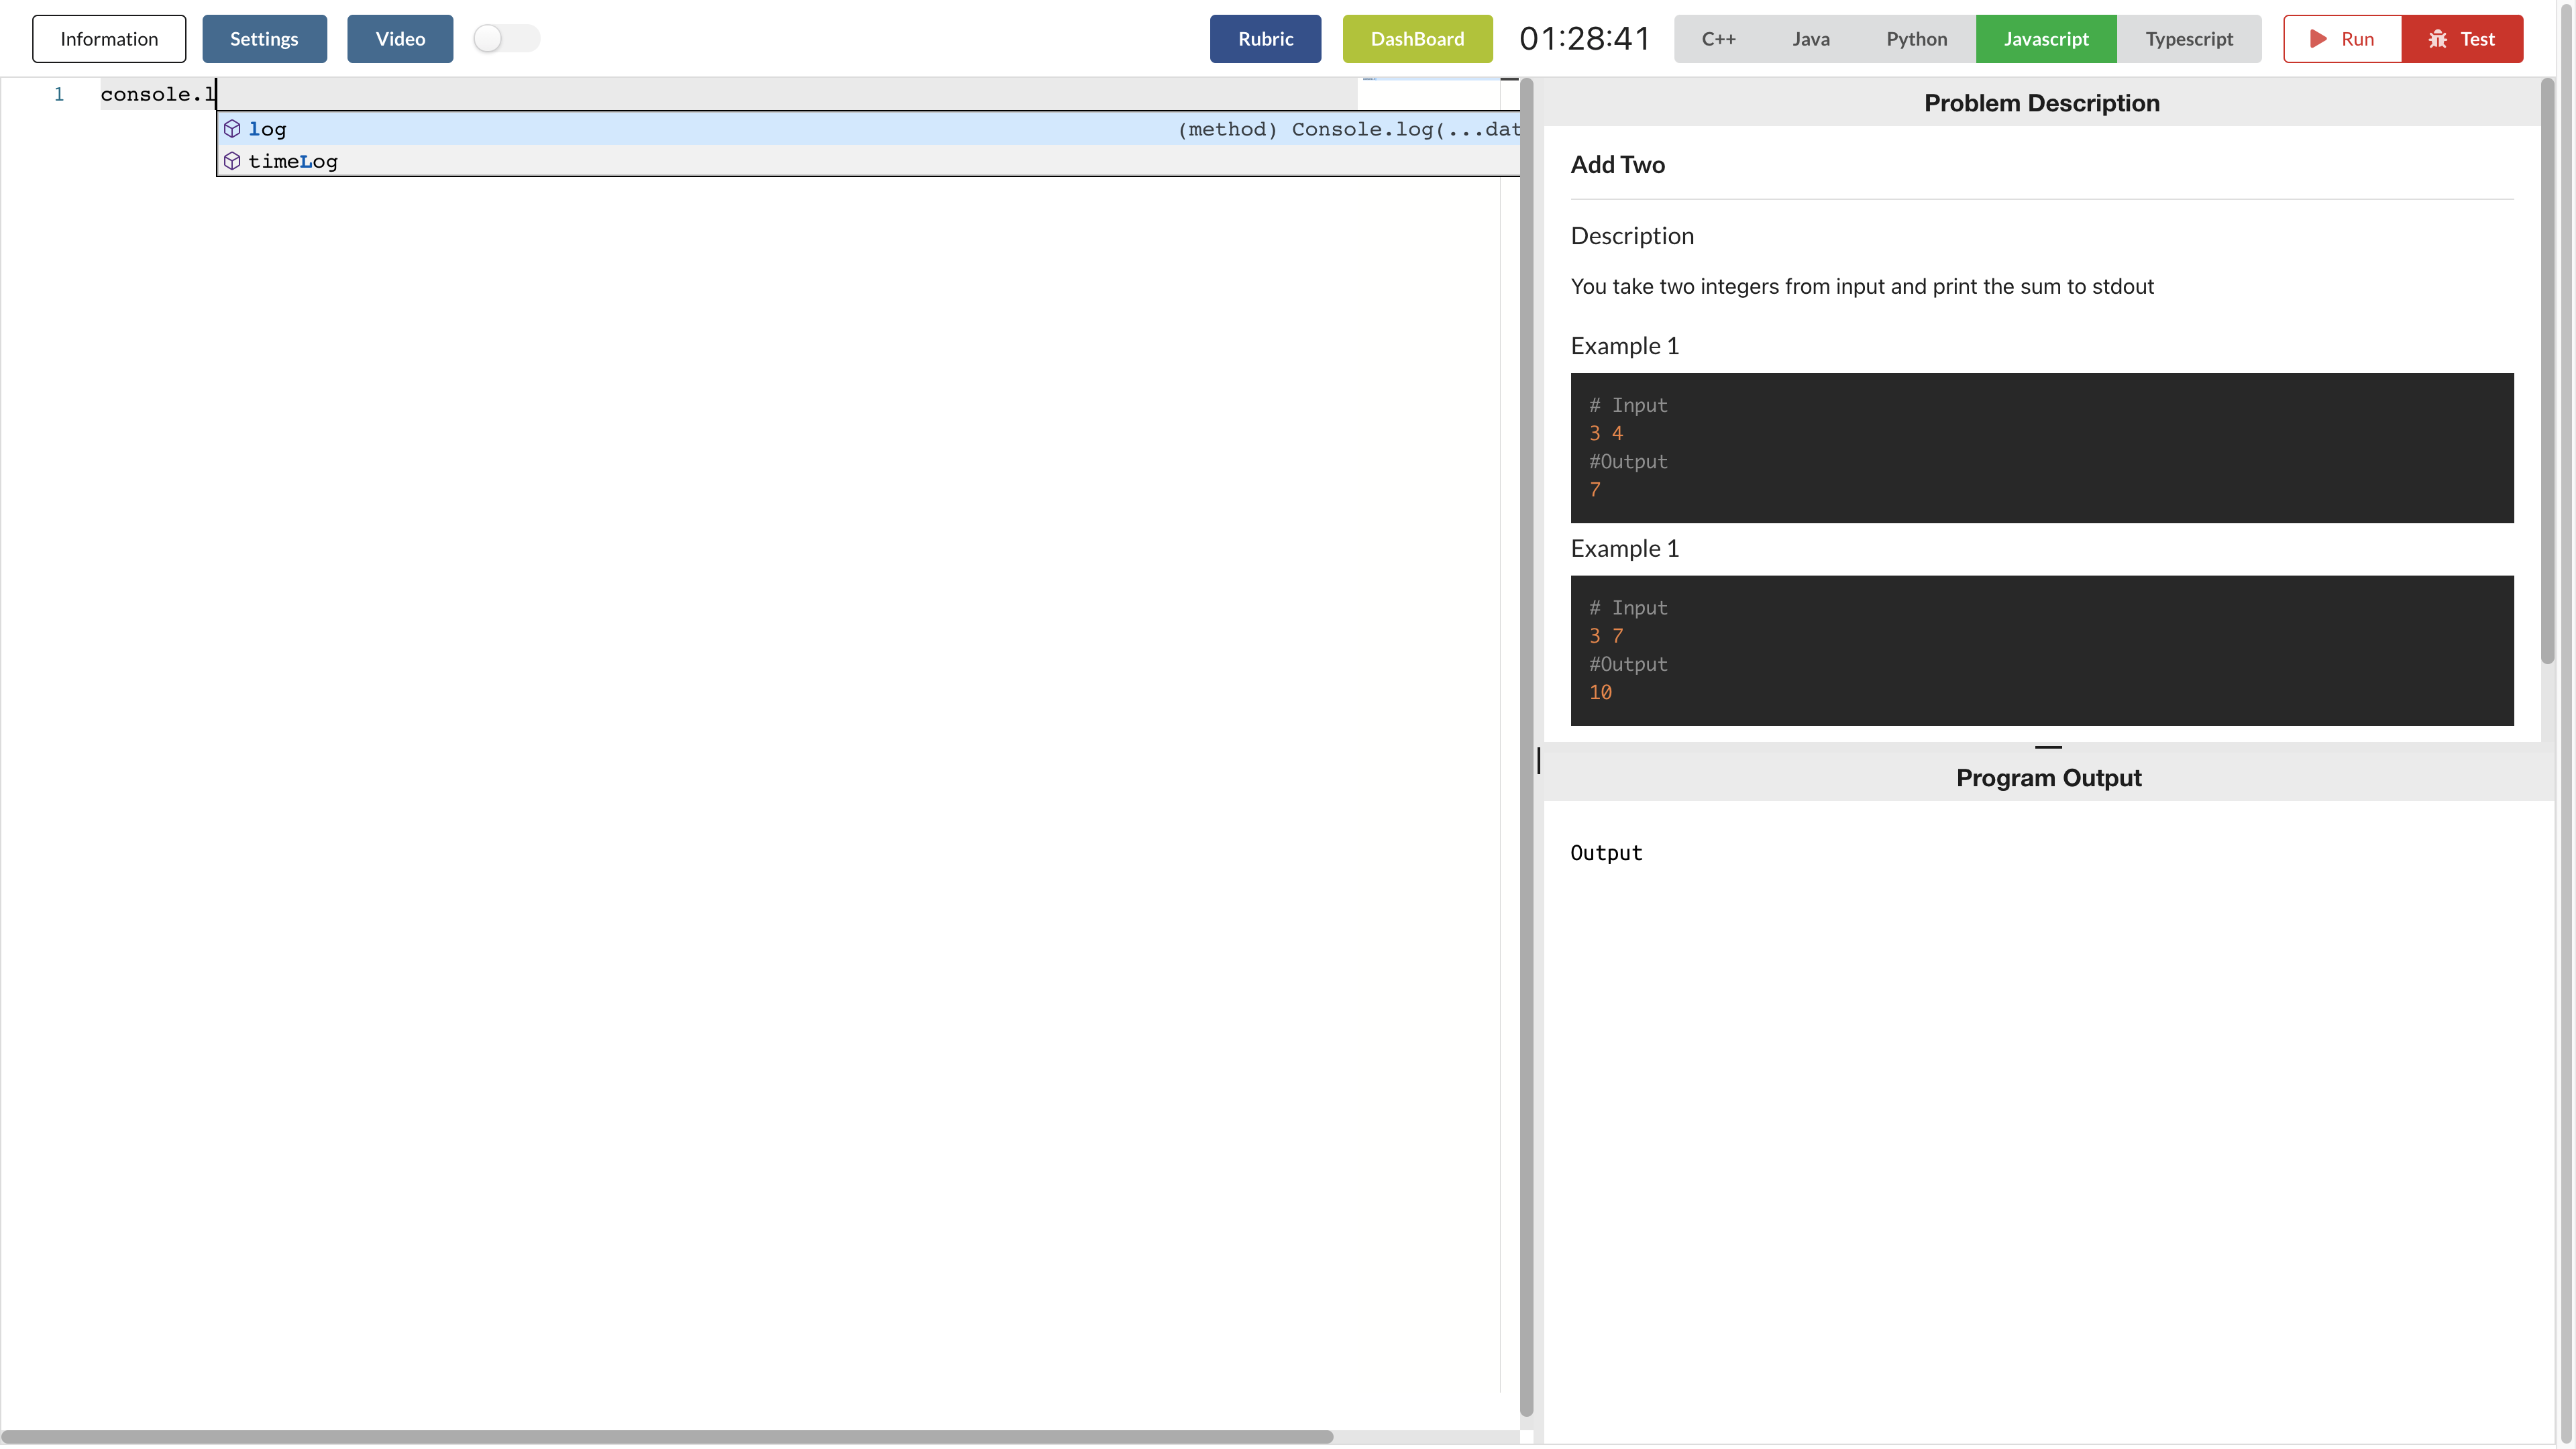 Information
Settings
Video
Rubric
DashBoard
01:28:41
C++
Java
Python
Javascript
Typescript
Run
Test
1 console.l
log (method) Console.log(...dat
timeLog
Problem Description
Add Two
Description
You take two integers from input and print the sum to stdout
Example 1
# Input
3 4
#Output
7
Example 1
# Input
3 7
#Output
10
Program Output
Output